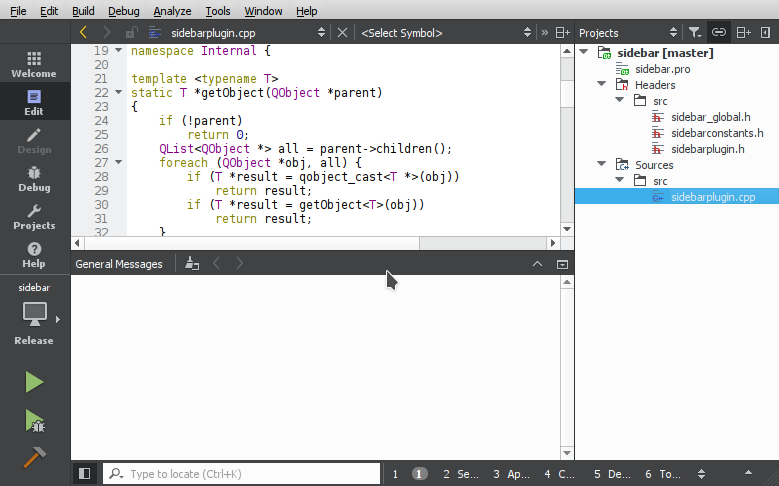 File Edit Build Debug Analyze Tools Window Help
sidebarplugin.cpp <Select Symbol> Projects
Welcome
Edit
Design
Debug
Projects
Help
sidebar
Release
19 namespace Internal {
20
21 template <typename T>
22 static T *getObject(QObject *parent)
23 {
24 if (!parent)
25 return 0;
26 QList<QObject *> all = parent->children();
27 foreach (QObject *obj, all) {
28 if (T *result = qobject_cast<T *>(obj))
29 return result;
30 if (T *result = getObject<T>(obj))
31 return result;
32 }
sidebar [master]
sidebar.pro
Headers
src
sidebar_global.h
sidebarconstants.h
sidebarplugin.h
Sources
src
sidebarplugin.cpp
General Messages
Type to locate (Ctrl+K) 1 1 2 Se... 3 Ap... 4 C... 5 De... 6 To...